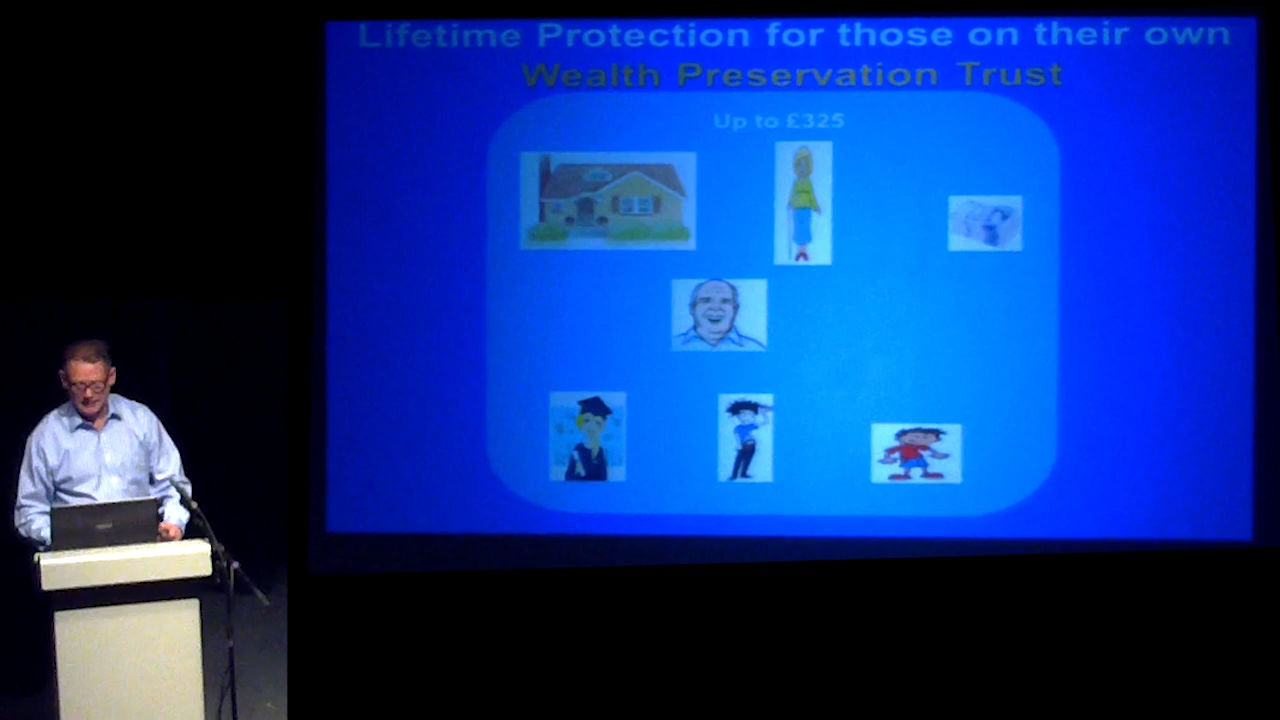 Lifetime Protection for those on their own
Wealth Preservation Trust
Up to £325